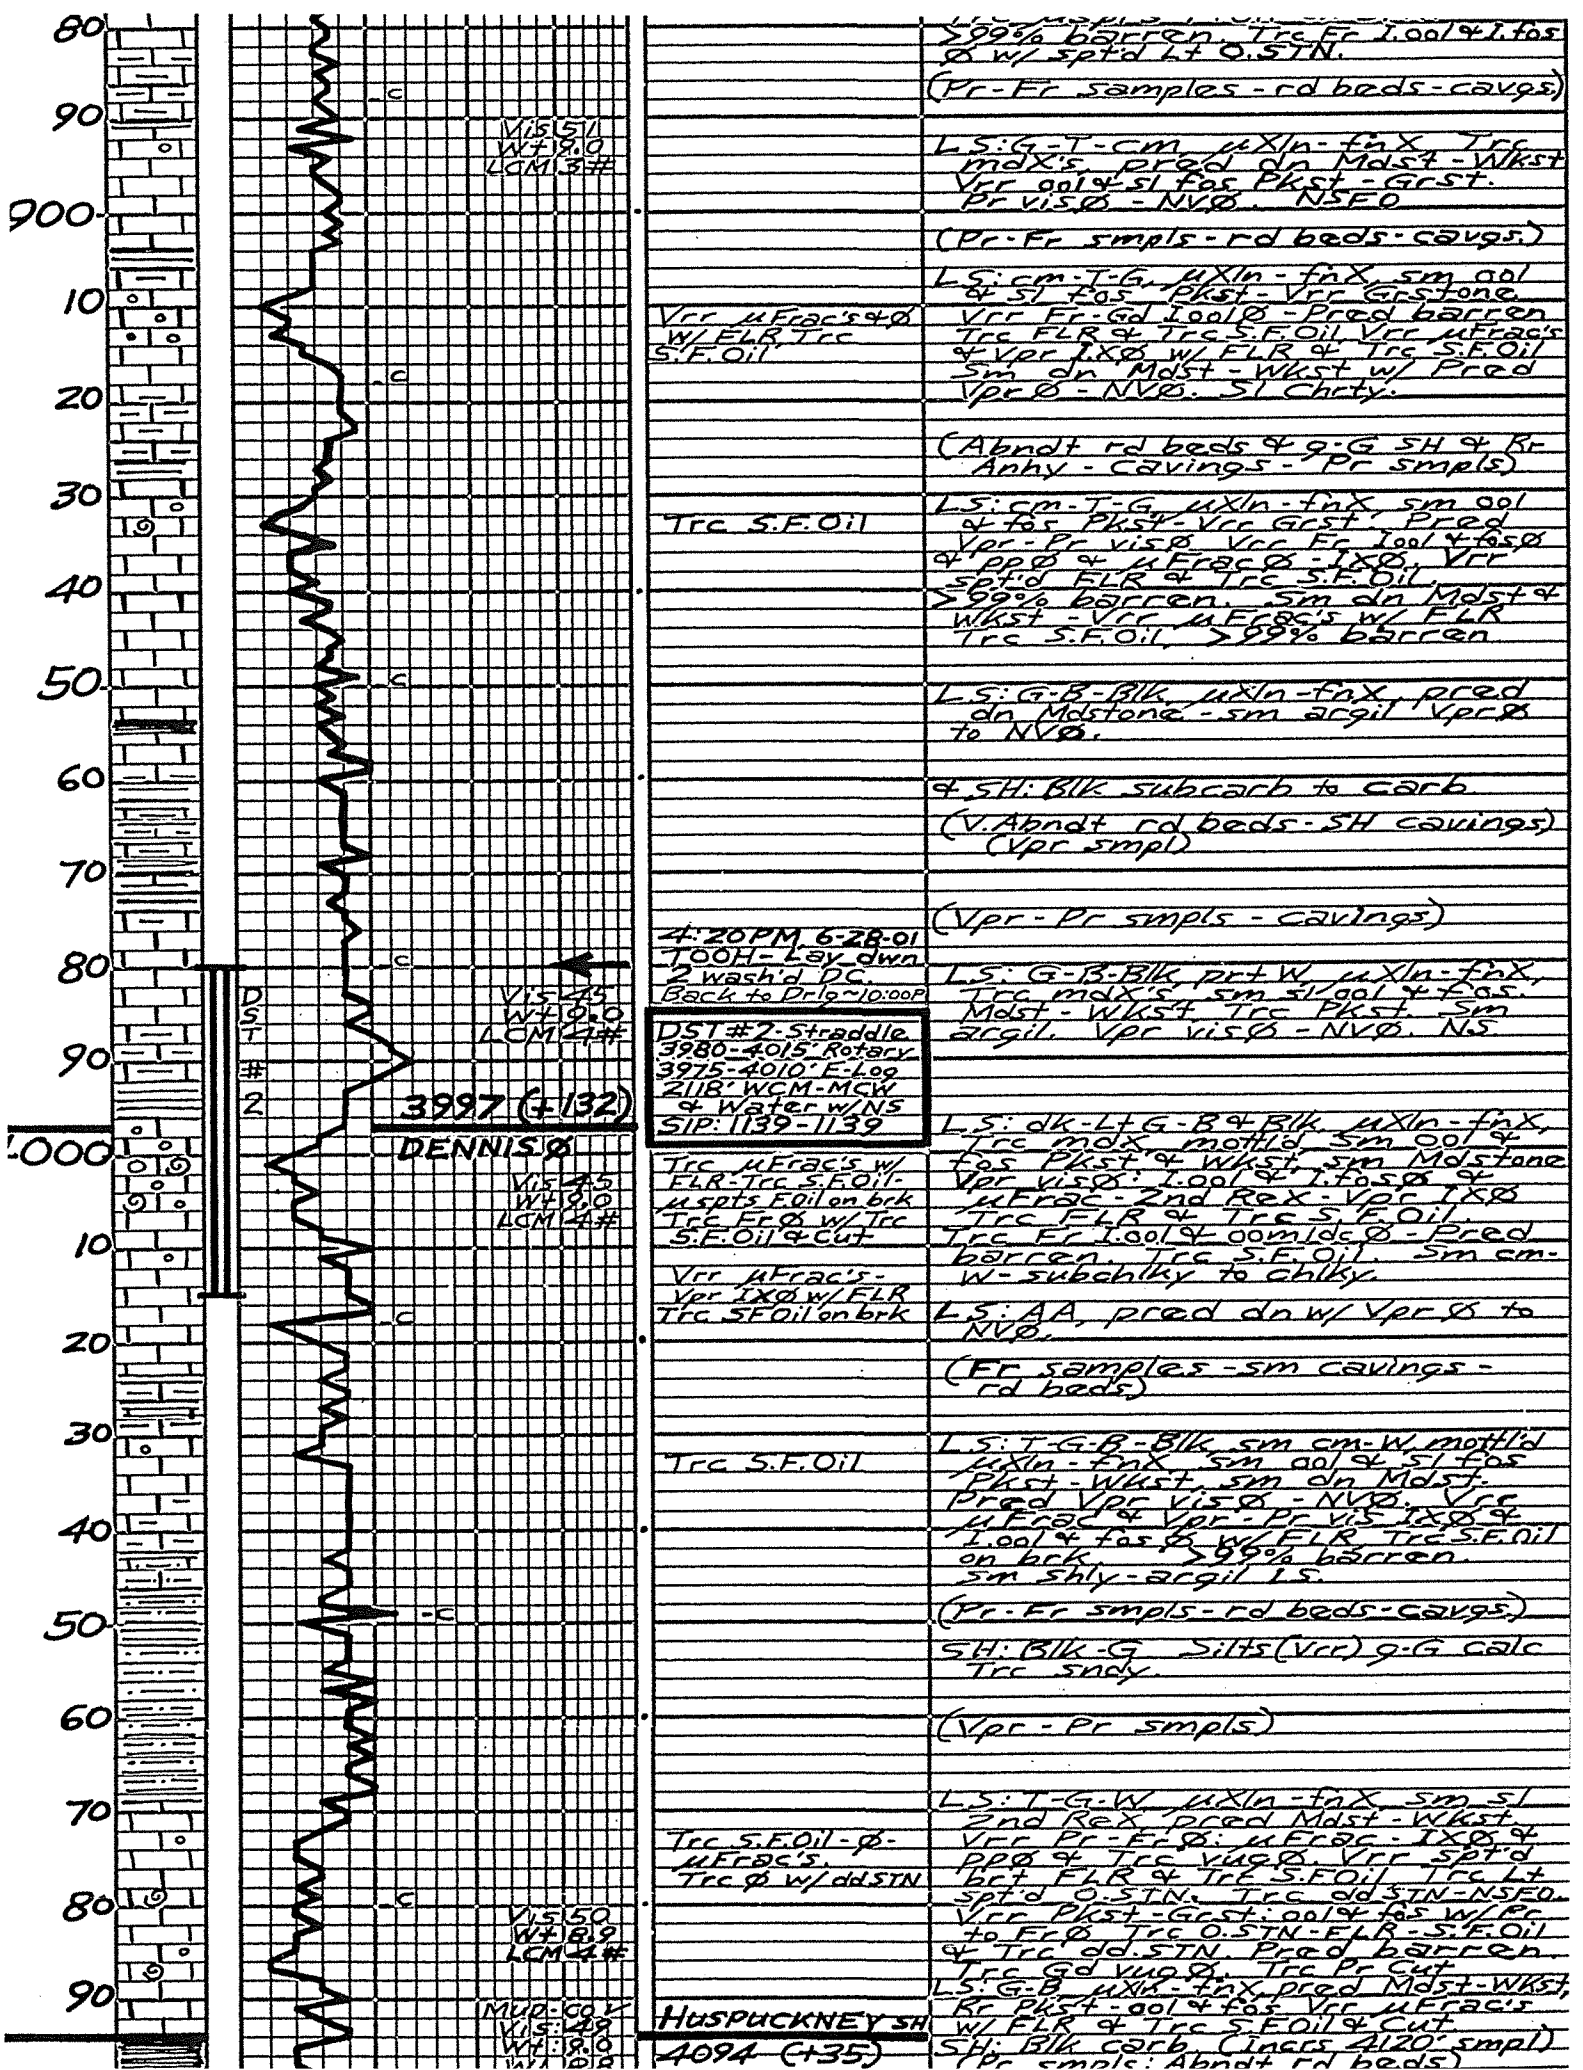 80
>99% barren. Trc Fr I.ool & I.fos
Ø w/ spt'd Lt O.STN.
(Pr-Fr samples - rd beds - cavgs)
C
90
Vis 51
Wt 9.0
LCM 3#
LS: G-T-cm, µXln-fnX, Trc
mdX's, pred dn Mdst-Wkst
Vrr ool & sl fos Pkst-Grst.
Pr visØ - NVØ. NSFO
900
(Pr-Fr smpls - rd beds - cavgs.)
LS: cm-T-G, µXln-fnX, sm ool
& sl fos Pkst-Vrr Grstone
Vrr Fr-Gd IoolØ - Pred barren
Trc FLR & Trc S.F.Oil, Vrr µFrac's
& Vpr IXØ w/ FLR & Trc S.F.Oil
Sm dn Mdst-Wkst w/ Pred
Vpr Ø - NVØ. Sl Chrty.
10
Vrr µFrac's & Ø
w/ FLR Trc
S.F.Oil
C
20
(Abndt rd beds & g-G SH & Rr
Anhy - cavings - Pr smpls)
30
LS: cm-T-G, µXln-fnX, sm ool
& fos Pkst-Vrr Grst. Pred
Vpr-Pr visØ, Vrr Fr Iool & fosØ
& ppØ & µFracØ - IXØ, Vrr
spt'd FLR & Trc S.F.Oil,
>99% barren. Sm dn Mdst &
Wkst - Vrr µFrac's w/ FLR
Trc S.F.Oil, >99% barren
Trc S.F.Oil
40
C
50
LS: G-B-Blk, µXln-fnX, pred
dn Mdstone - sm argil VprØ
to NVØ.
60
& SH: Blk subcarb to carb
(V.Abndt rd beds - SH cavings)
(Vpr smpl)
70
(Vpr - Pr smpls - cavings)
4:20PM, 6-28-01
TOOH - Lay dwn
2 wash'd DC.
Back to Drlg ~10:00P
80
C
Vis 45
Wt 9.0
LCM 4#
LS: G-B-Blk, prt W, µXln-fnX,
Trc mdX's, sm sl ool & fos.
Mdst-Wkst, Trc Pkst. Sm
argil. Vpr visØ - NVØ. NS
DST # 2
DST #2 - Straddle
3980-4015' Rotary
3975-4010' E-Log
2118' WCM-MCW
& Water w/NS
SIP: 1139-1139
90
3997 (+132)
DENNIS Ø
4000
LS: dk-Lt G-B & Blk, µXln-fnX,
Trc mdX, mottld, Sm ool &
fos Pkst & Wkst, sm Mdstone
Vpr visØ: I.ool & I.fosØ &
µFrac - 2nd ReX - Vpr IXØ
Trc FLR & Trc S.F.Oil,
Trc Fr I.ool & oomldcØ - Pred
barren. Trc S.F.Oil. Sm cm-
W-subchlky to chlky.
Trc µFrac's w/
FLR-Trc S.F.Oil-
µspts F.Oil on brk
Trc FrØ w/ Trc
S.F.Oil & Cut
Vis 45
Wt 9.0
LCM 4#
10
Vrr µFrac's -
Vpr IXØ w/ FLR
Trc SFOil on brk
LS: AA, pred dn w/ Vpr Ø to
NVØ.
C
20
(Fr samples - sm cavings -
rd beds)
30
LS: T-G-B-Blk, sm cm-W mottl'd
µXln-fnX, sm ool & sl fos
Pkst-Wkst, sm dn Mdst.
Pred Vpr visØ - NVØ. Vrr
µFrac & Vpr-Pr vis IXØ &
I.ool & fos Ø w/ FLR, Trc S.F.Oil
on brk, >99% barren.
sm shly-argil LS.
Trc S.F.Oil
40
(Pr-Fr smpls - rd beds - cavgs)
C
50
SH: Blk-G, Silts(Vrr) g-G calc
Trc sndy.
60
(Vpr - Pr smpls)
70
LS: T-G-W, µXln-fnX, sm sl
2nd ReX, pred Mdst-Wkst
Vrr Pr-FrØ: µFrac - IXØ &
ppØ & Trc vugØ. Vrr spt'd
brt FLR & Trc S.F.Oil, Trc Lt
spt'd O.STN. Trc ddSTN-NSFO.
Vrr Pkst-Grst: ool & fos w/ Pr
to FrØ, Trc O.STN-FLR-S.F.Oil
& Trc dd.STN. Pred barren.
Trc Gd vugØ. Trc Pr Cut
Trc S.F.Oil - Ø-
µFrac's.
Trc Ø w/ ddSTN
C
80
Vis 50
Wt 8.9
LCM 4#
90
LS: G-B, µXln-fnX, pred Mdst-Wkst,
Rr Pkst-ool & fos, Vrr µFrac's
w/ FLR & Trc S.F.Oil & Cut
SH: Blk carb (Incrs 4120' smpl)
(Pr smpls: Abndt rd beds)
Mud-co ✓
Vis: 49
Wt: 9.0
HUSPUCKNEY SH
4094 (+35)